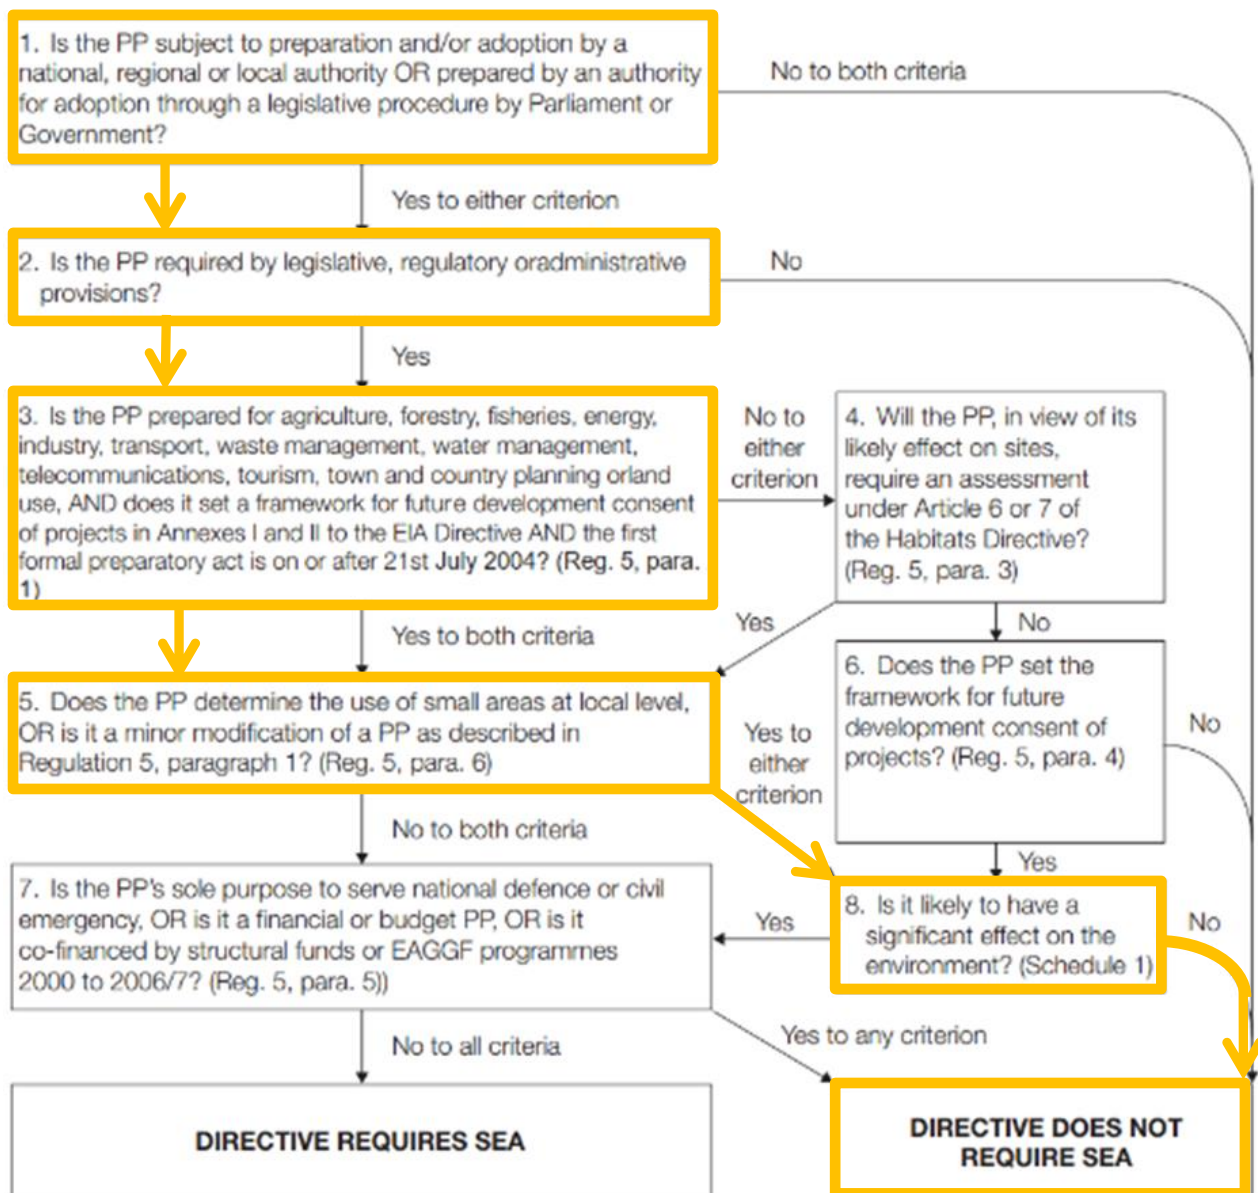 1. Is the PP subject to preparation and/or adoption by a
national, regional or local authority OR prepared by an authority
for adoption through a legislative procedure by Parliament or
Government?
No to both criteria
Yes to either criterion
2. Is the PP required by legislative, regulatory oradministrative
provisions?
No
Yes
3. Is the PP prepared for agriculture, forestry, fisheries, energy,
industry, transport, waste management, water management,
telecommunications, tourism, town and country planning orland
use, AND does it set a framework for future development consent
of projects in Annexes I and II to the EIA Directive AND the first
formal preparatory act is on or after 21st July 2004? (Reg. 5, para.
1)
No to
either
criterion
4. Will the PP, in view of its
likely effect on sites,
require an assessment
under Article 6 or 7 of
the Habitats Directive?
(Reg. 5, para. 3)
Yes to both criteria
Yes
No
5. Does the PP determine the use of small areas at local level,
OR is it a minor modification of a PP as described in
Regulation 5, paragraph 1? (Reg. 5, para. 6)
Yes to
either
criterion
6. Does the PP set the
framework for future
development consent of
projects? (Reg. 5, para. 4)
No
No to both criteria
Yes
7. Is the PP's sole purpose to serve national defence or civil
emergency, OR is it a financial or budget PP, OR is it
co-financed by structural funds or EAGGF programmes
2000 to 2006/7? (Reg. 5, para. 5))
Yes
8. Is it likely to have a
significant effect on the
environment? (Schedule 1)
No
No to all criteria
Yes to any criterion
DIRECTIVE REQUIRES SEA
DIRECTIVE DOES NOT
REQUIRE SEA